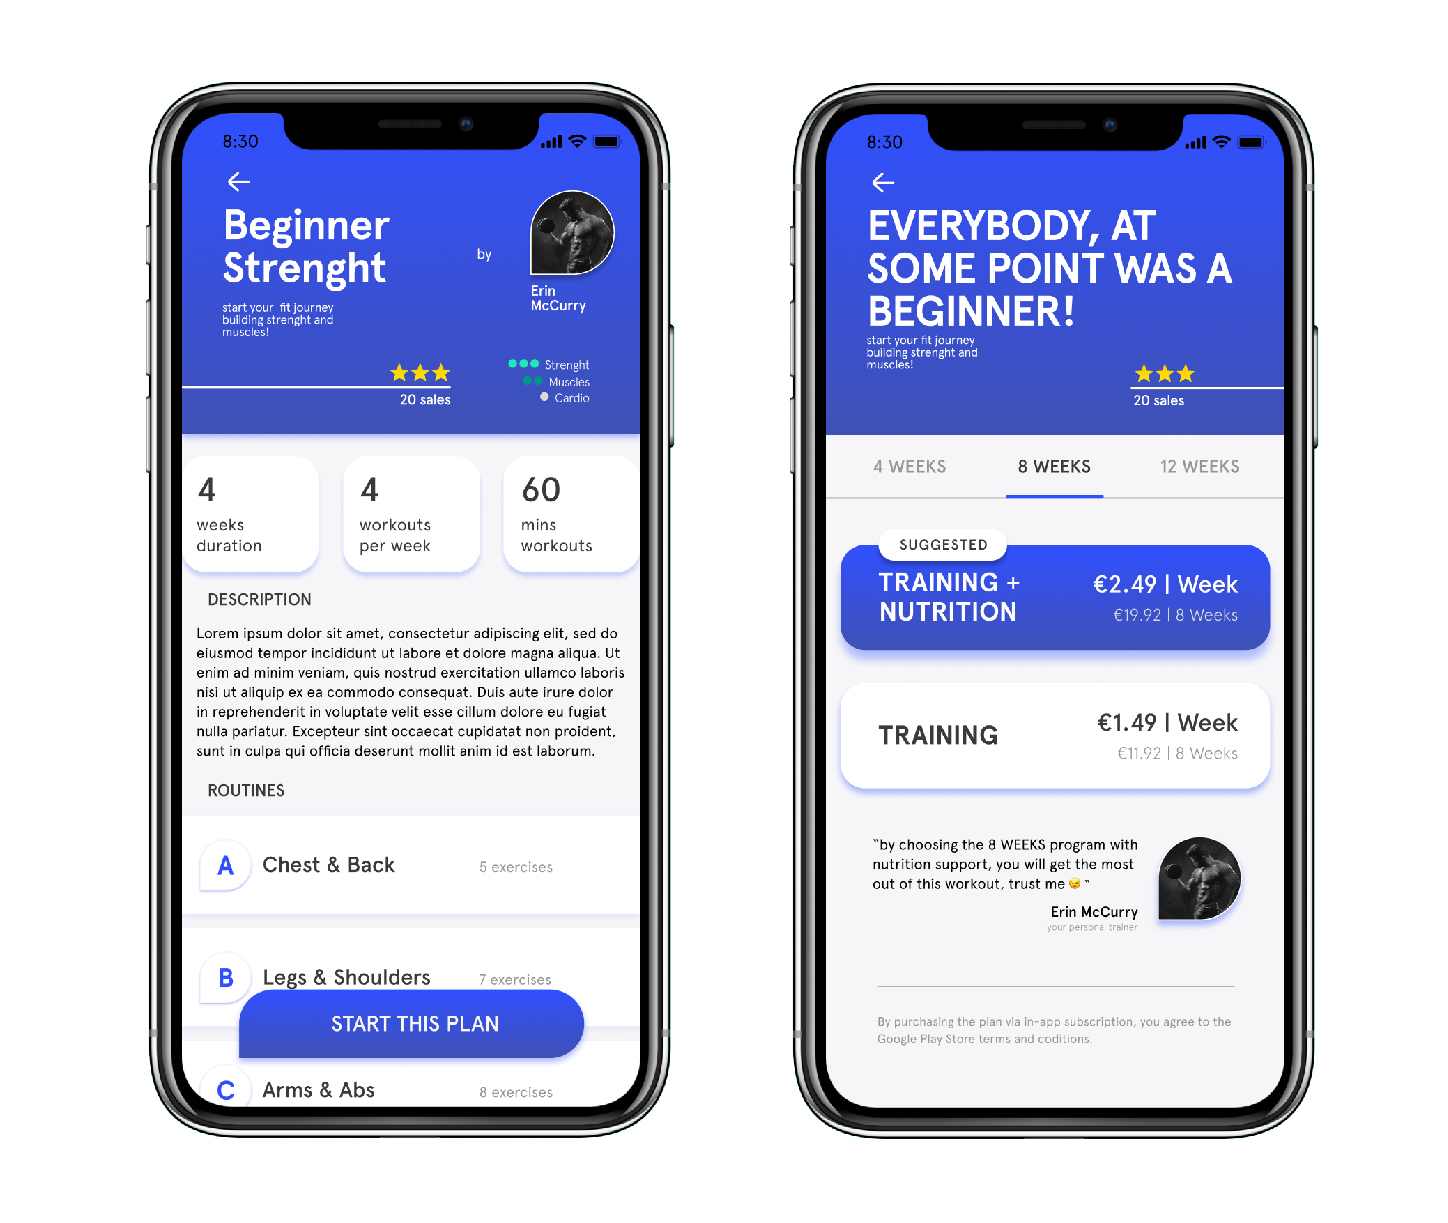 8:30
Beginner
Strenght
by
Erin
McCurry
start your fit journey
building strenght and
muscles!
20 sales
Strenght
Muscles
Cardio
4
weeks
duration
4
workouts
per week
60
mins
workouts
DESCRIPTION
Lorem ipsum dolor sit amet, consectetur adipiscing elit, sed do
eiusmod tempor incididunt ut labore et dolore magna aliqua. Ut
enim ad minim veniam, quis nostrud exercitation ullamco laboris
nisi ut aliquip ex ea commodo consequat. Duis aute irure dolor
in reprehenderit in voluptate velit esse cillum dolore eu fugiat
nulla pariatur. Excepteur sint occaecat cupidatat non proident,
sunt in culpa qui officia deserunt mollit anim id est laborum.
ROUTINES
A Chest & Back 5 exercises
B Legs & Shoulders 7 exercises
START THIS PLAN
C Arms & Abs 8 exercises
8:30
EVERYBODY, AT
SOME POINT WAS A
BEGINNER!
start your fit journey
building strenght and
muscles!
20 sales
4 WEEKS 8 WEEKS 12 WEEKS
SUGGESTED
TRAINING +
NUTRITION
€2.49 | Week
€19.92 | 8 Weeks
TRAINING
€1.49 | Week
€11.92 | 8 Weeks
"by choosing the 8 WEEKS program with
nutrition support, you will get the most
out of this workout, trust me 😉 "
Erin McCurry
your personal trainer
By purchasing the plan via in-app subscription, you agree to the
Google Play Store terms and coditions.